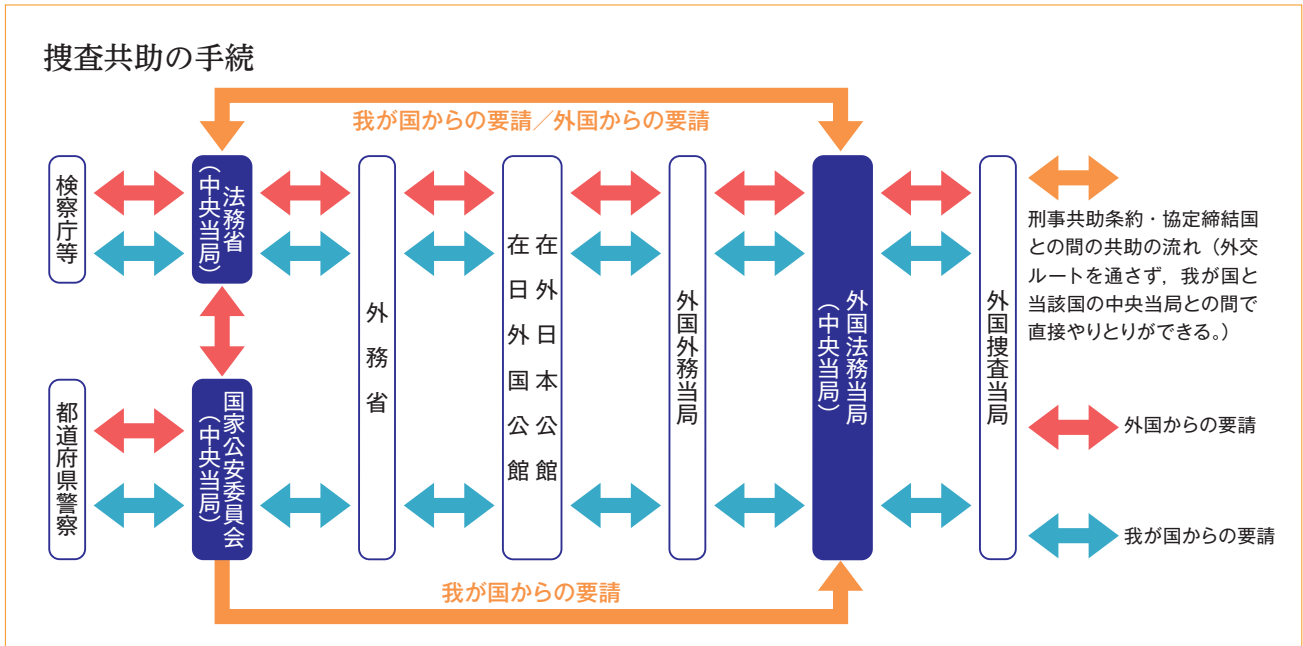 捜査共助の手続
我が国からの要請／外国からの要請
検察庁等
法務省
（中央当局）
都道府県警察
国家公安委員会
（中央当局）
外務省
在外日本公館
在日外国公館
外国外務当局
外国法務当局
（中央当局）
外国捜査当局
我が国からの要請
刑事共助条約・協定締結国
との間の共助の流れ（外交
ルートを通さず，我が国と
当該国の中央当局との間で
直接やりとりができる。）
外国からの要請
我が国からの要請